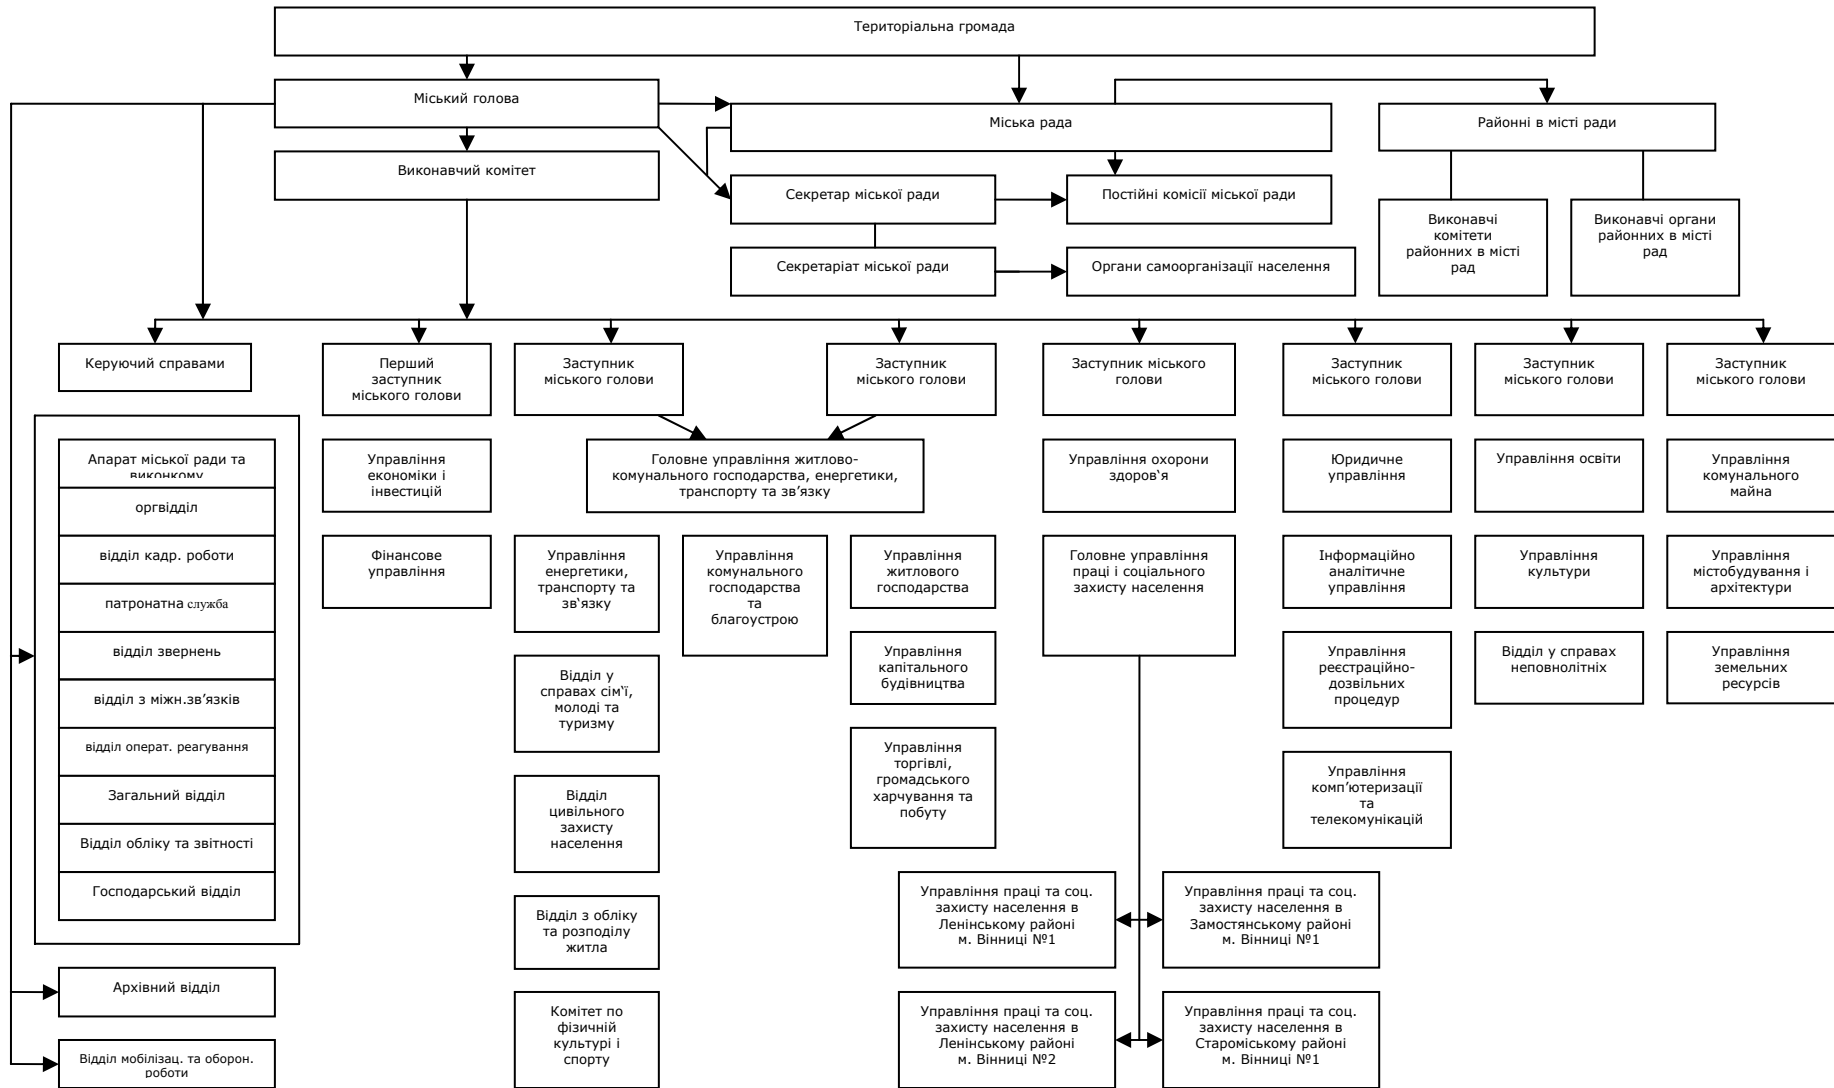 Територіальна громада
Міський голова
Міська рада
Районні в місті ради
Виконавчий комітет
Секретар міської ради
Постійні комісії міської ради
Виконавчі
комітети
районних в місті
рад
Виконавчі органи
районних в місті
рад
Секретаріат міської ради
Органи самоорганізації населення
Керуючий справами
Перший
заступник
міського голови
Заступник
міського голови
Заступник
міського голови
Заступник міського
голови
Заступник
міського голови
Заступник
міського голови
Заступник
міського голови
Апарат міської ради та
виконкому
оргвідділ
відділ кадр. роботи
патронатна служба
відділ звернень
відділ з міжн.зв’язків
відділ операт. реагування
Загальний відділ
Відділ обліку та звітності
Господарський відділ
Архівний відділ
Відділ мобілізац. та оборон.
роботи
Управління
економіки і
інвестицій
Фінансове
управління
Головне управління житлово-
комунального господарства, енергетики,
транспорту та зв’язку
Управління
енергетики,
транспорту та
зв‘язку
Відділ у
справах сім‘ї,
молоді та
туризму
Відділ
цивільного
захисту
населення
Відділ з обліку
та розподілу
житла
Комітет по
фізичній
культурі і
спорту
Управління
комунального
господарства
та
благоустрою
Управління
житлового
господарства
Управління
капітального
будівництва
Управління
торгівлі,
громадського
харчування та
побуту
Управління охорони
здоров‘я
Головне управління
праці і соціального
захисту населення
Управління праці та соц.
захисту населення в
Ленінському районі
м. Вінниці №1
Управління праці та соц.
захисту населення в
Замостянському районі
м. Вінниці №1
Управління праці та соц.
захисту населення в
Ленінському районі
м. Вінниці №2
Управління праці та соц.
захисту населення в
Староміському районі
м. Вінниці №1
Юридичне
управління
Інформаційно
аналітичне
управління
Управління
реєстраційно-
дозвільних
процедур
Управління
комп’ютеризації
та
телекомунікацій
Управління освіти
Управління
культури
Відділ у справах
неповнолітніх
Управління
комунального
майна
Управління
містобудування і
архітектури
Управління
земельних
ресурсів